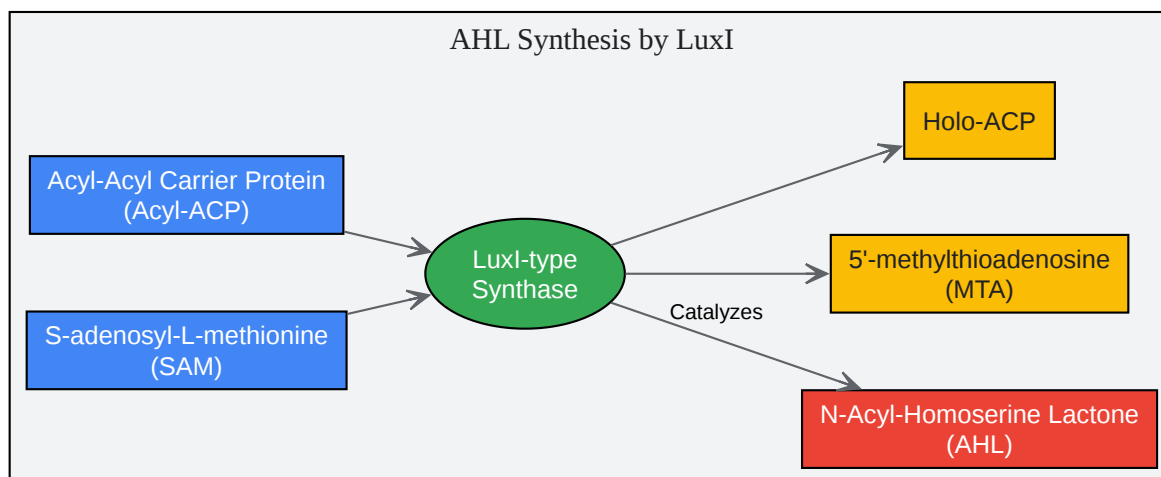 AHL Synthesis by LuxI
Acyl-Acyl Carrier Protein
(Acyl-ACP)
S-adenosyl-L-methionine
(SAM)
LuxI-type
Synthase
Catalyzes
Holo-ACP
5'-methylthioadenosine
(MTA)
N-Acyl-Homoserine Lactone
(AHL)